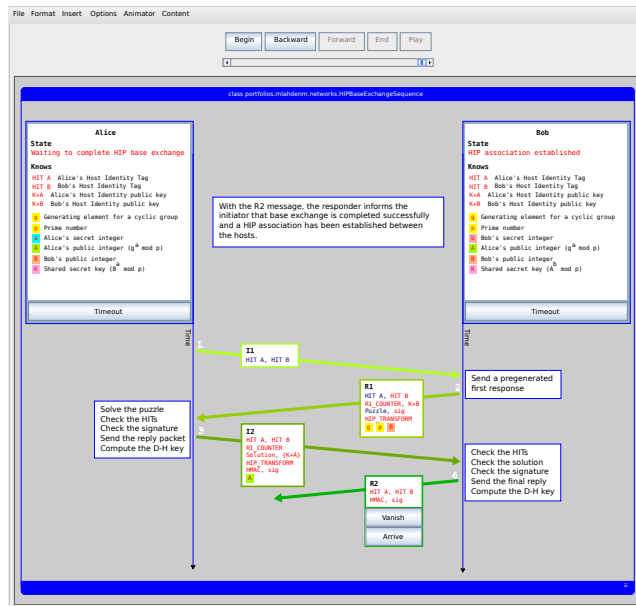 File Format Insert Options Animator Content
Begin Backward Forward End Play
class portfolios.mlahdenm.networks.HIPBaseExchangeSequence
Alice
State
Waiting to complete HIP base exchange
Knows
HIT A Alice's Host Identity Tag
HIT B Bob's Host Identity Tag
K+A Alice's Host Identity public key
K+B Bob's Host Identity public key
g Generating element for a cyclic group
p Prime number
a Alice's secret integer
A Alice's public integer (g^a mod p)
B Bob's public integer
K Shared secret key (B^a mod p)
Timeout
Time
With the R2 message, the responder informs the
initiator that base exchange is completed successfully
and a HIP association has been established between
the hosts.
Bob
State
HIP association established
Knows
HIT A Alice's Host Identity Tag
HIT B Bob's Host Identity Tag
K+A Alice's Host Identity public key
K+B Bob's Host Identity public key
g Generating element for a cyclic group
p Prime number
b Bob's secret integer
A Alice's public integer (g^a mod p)
B Bob's public integer
K Shared secret key (A^b mod p)
Timeout
Time
1
I1
HIT A, HIT B
Send a pregenerated
first response
2
R1
HIT A, HIT B
R1_COUNTER, K+B
Puzzle, sig
HIP_TRANSFORM
g p B
Solve the puzzle
Check the HITs
Check the signature
Send the reply packet
Compute the D-H key
3
I2
HIT A, HIT B
RI_COUNTER
Solution, {K+A}
HIP_TRANSFORM
HMAC, sig
A
Check the HITs
Check the solution
Check the signature
Send the final reply
Compute the D-H key
4
R2
HIT A, HIT B
HMAC, sig
Vanish
Arrive